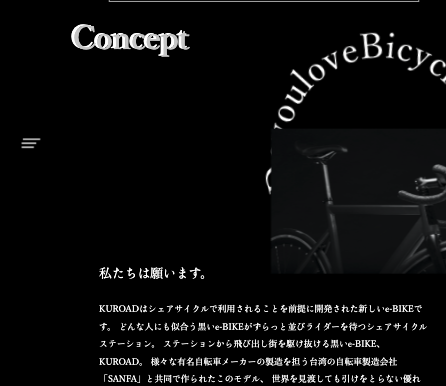 Concept
youloveBicyc
私たちは願います。
KUROADはシェアサイクルで利用されることを前提に開発された新しいe-BIKEで
す。 どんな人にも似合う黒いe-BIKEがずらっと並びライダーを待つシェアサイクル
ステーション。 ステーションから飛び出し街を駆け抜ける黒いe-BIKE、
KUROAD。 様々な有名自転車メーカーの製造を担う台湾の自転車製造会社
「SANFA」と共同で作られたこのモデル、 世界を見渡しても引けをとらない優れ